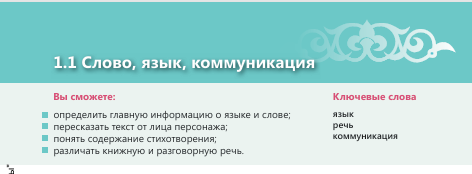 1.1 Слово, язык, коммуникация
Вы сможете:
определить главную информацию о языке и слове;
пересказать текст от лица персонажа;
понять содержание стихотворения;
различать книжную и разговорную речь.
Ключевые слова
язык
речь
коммуникация